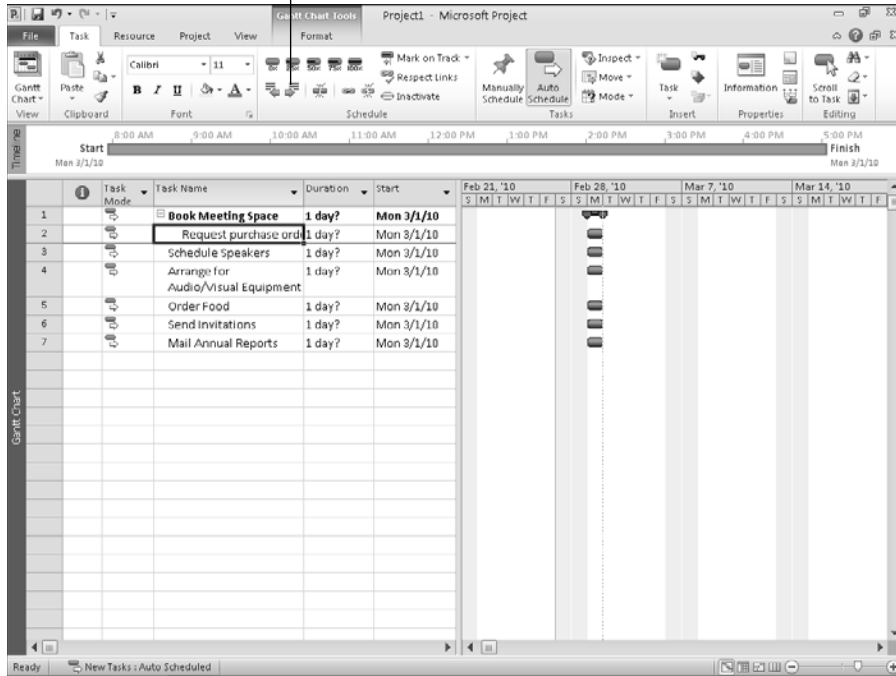 Gantt Chart Tools
Project1 - Microsoft Project
File Task Resource Project View Format
Calibri 11
Mark on Track
Respect Links
Inactivate
Inspect
Move
Mode
Gantt Chart
Paste
B I U A
0x 25x 50x 75x 100x
Manually Schedule
Auto Schedule
Task
Information
Scroll to Task
View Clipboard Font Schedule Tasks Insert Properties Editing
Timeline
8:00 AM 9:00 AM 10:00 AM 11:00 AM 12:00 PM 1:00 PM 2:00 PM 3:00 PM 4:00 PM 5:00 PM
Start
Mon 3/1/10
Finish
Mon 3/1/10
Task Mode Task Name Duration Start
Feb 21, '10 Feb 28, '10 Mar 7, '10 Mar 14, '10
S M T W T F S S M T W T F S S M T W T F S S M T W T F
1 Book Meeting Space 1 day? Mon 3/1/10
2 Request purchase orde 1 day? Mon 3/1/10
3 Schedule Speakers 1 day? Mon 3/1/10
4 Arrange for 1 day? Mon 3/1/10
Audio/Visual Equipment
5 Order Food 1 day? Mon 3/1/10
6 Send Invitations 1 day? Mon 3/1/10
7 Mail Annual Reports 1 day? Mon 3/1/10
Gantt Chart
Ready New Tasks : Auto Scheduled